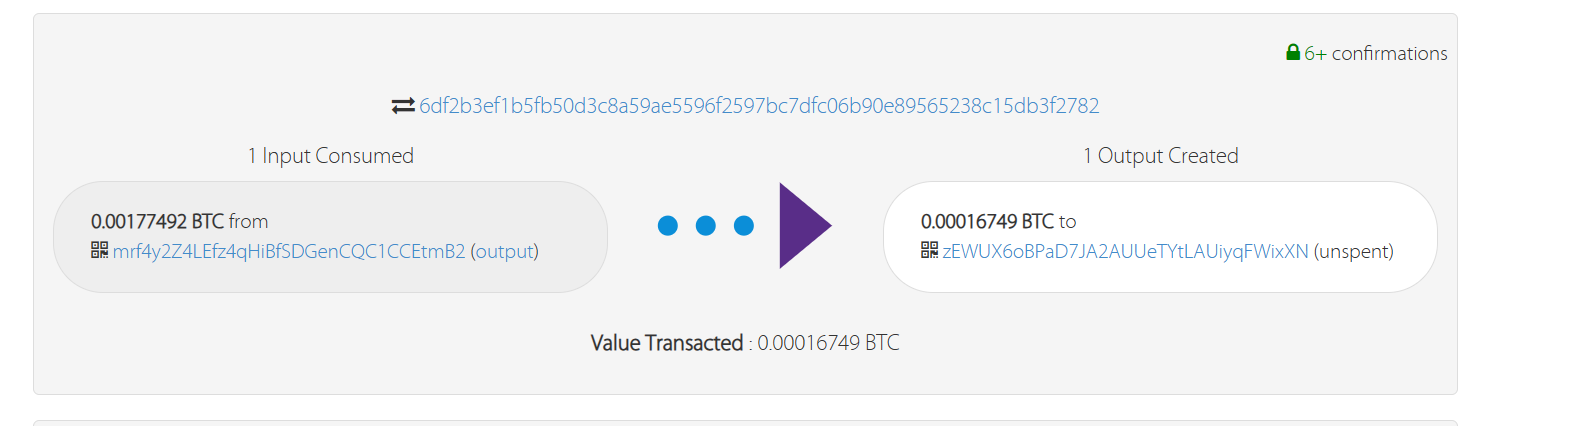 6+ confirmations
6df2b3ef1b5fb50d3c8a59ae5596f2597bc7dfc06b90e89565238c15db3f2782
1 Input Consumed
0.00177492 BTC from
mrf4y2Z4LEfz4qHiBfSDGenCQC1CCEtmB2 (output)
1 Output Created
0.00016749 BTC to
zEWUX6oBPaD7JA2AUUeTYtLAUiyqFWixXN (unspent)
Value Transacted : 0.00016749 BTC